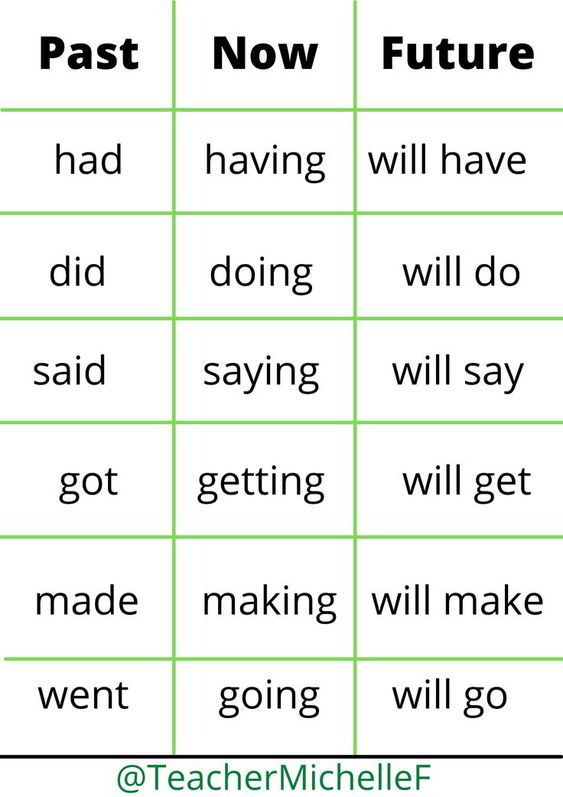 Past Now Future
had having will have
did doing will do
said saying will say
got getting will get
made making will make
went going will go
@TeacherMichelleF